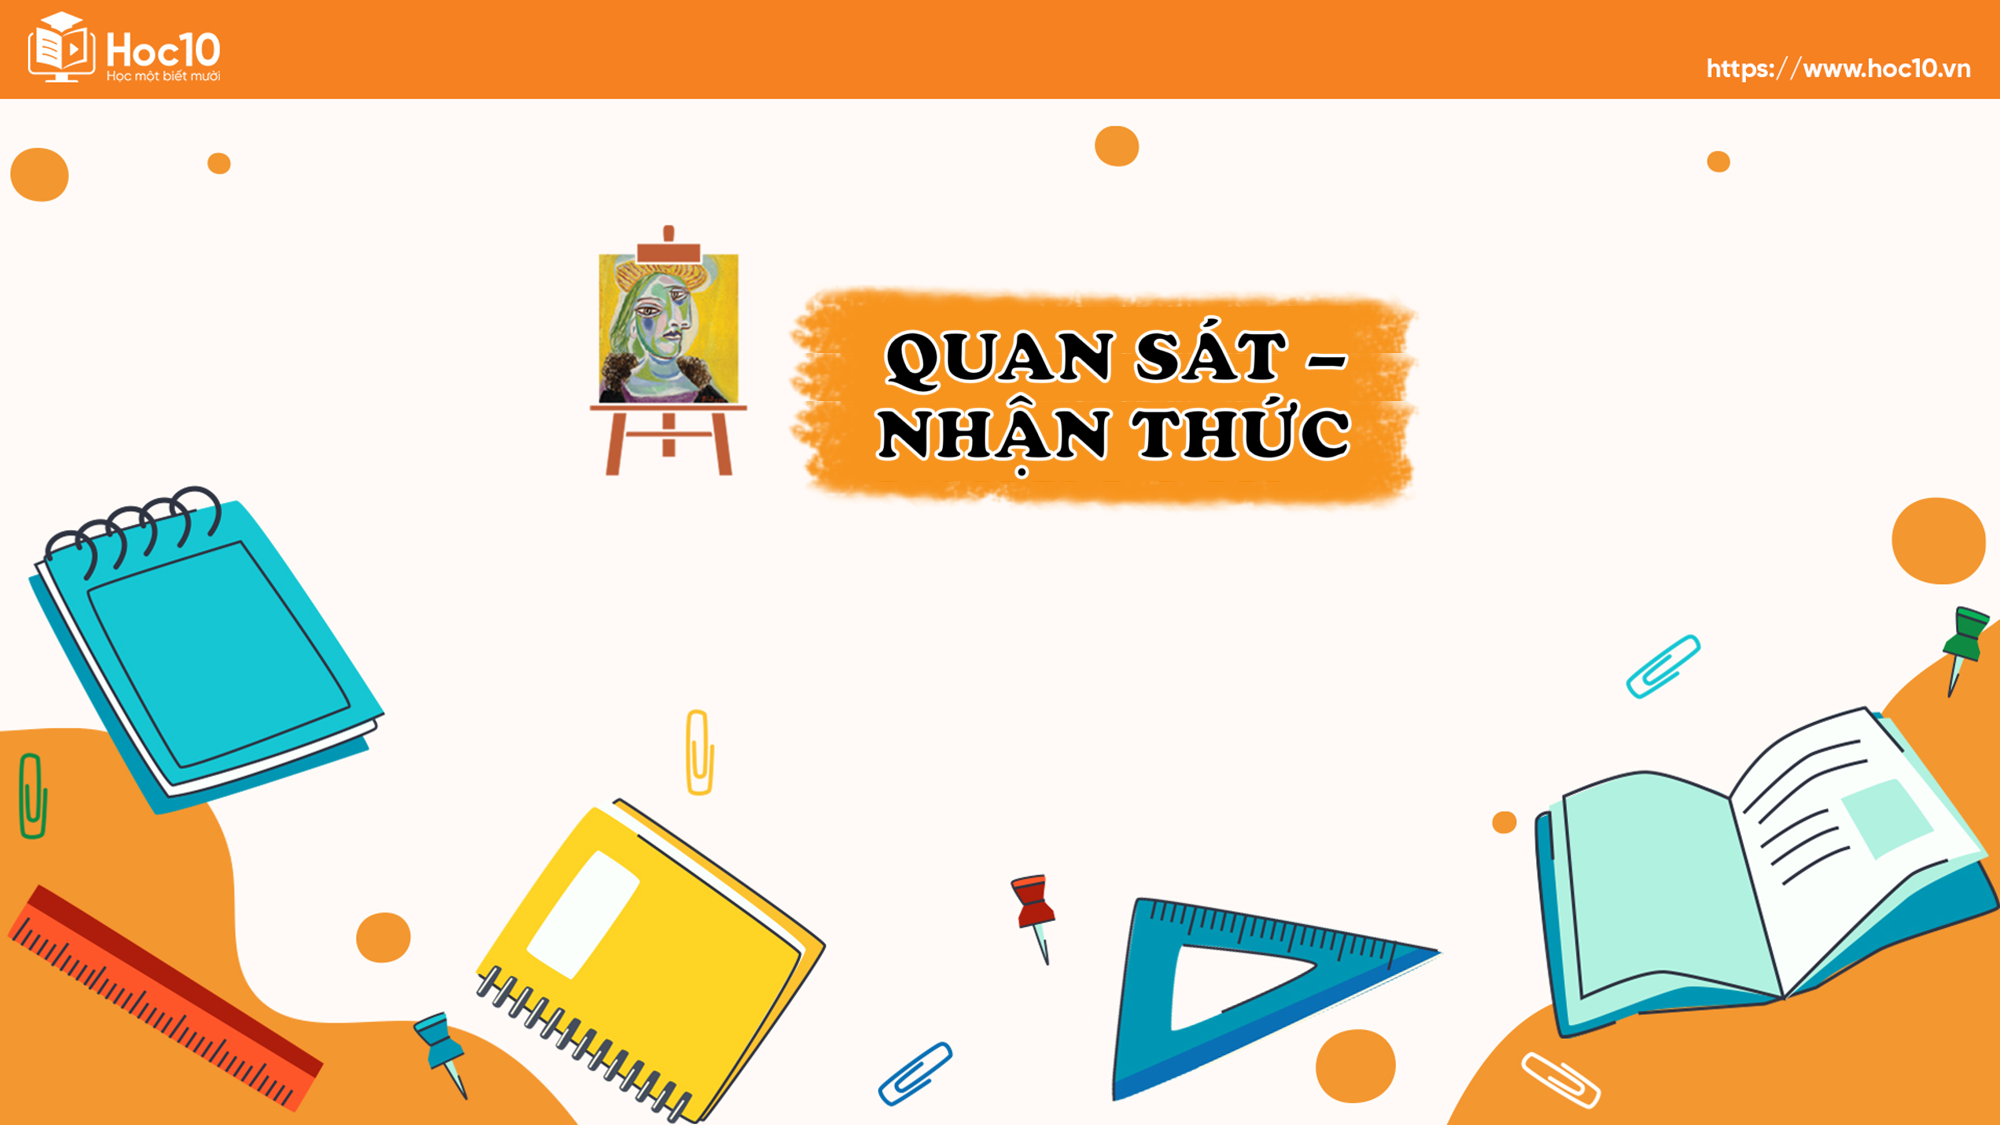 Hoc10
Học một biết mười
https://www.hoc10.vn
QUAN SÁT –
NHẬN THỨC